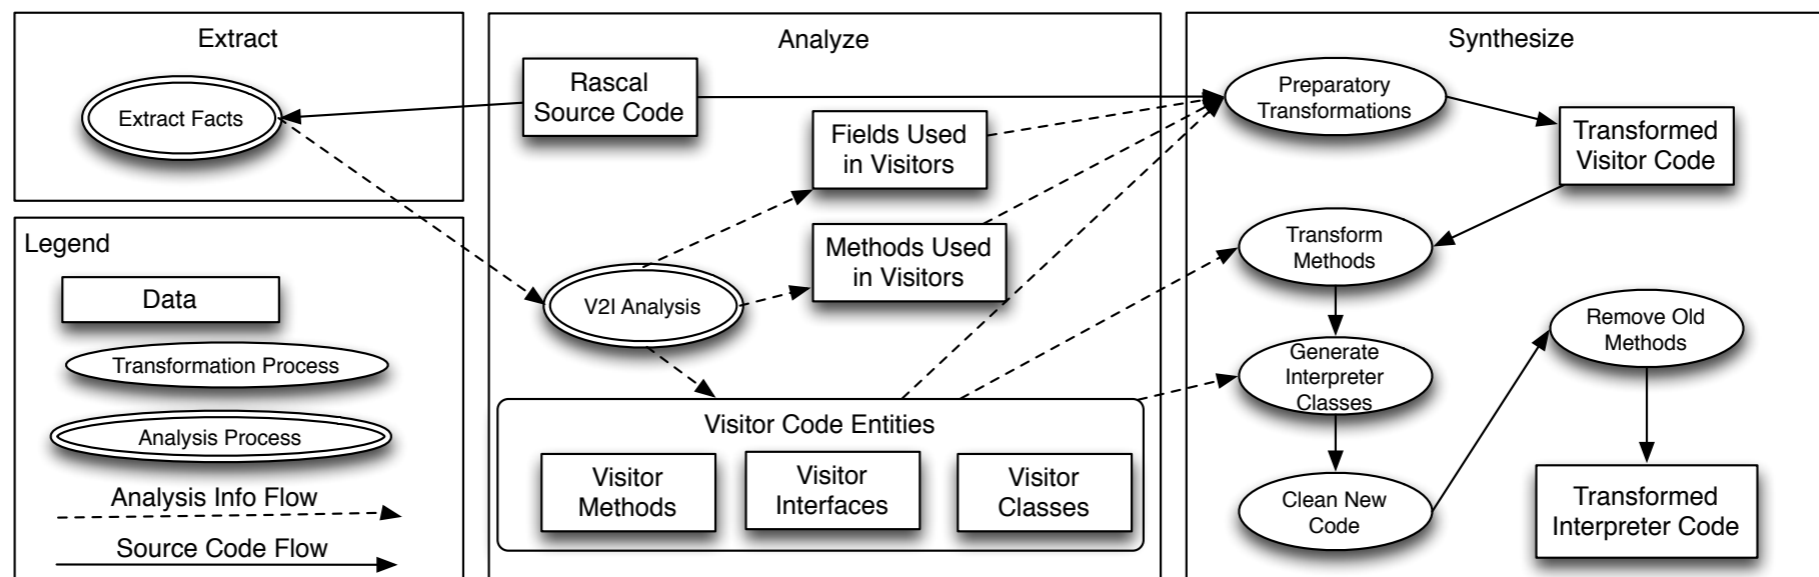 Extract
Extract Facts
Legend
Data
Transformation Process
Analysis Process
Analysis Info Flow
Source Code Flow
Analyze
Rascal
Source Code
Fields Used
in Visitors
Methods Used
in Visitors
V2I Analysis
Visitor Code Entities
Visitor
Methods
Visitor
Interfaces
Visitor
Classes
Synthesize
Preparatory
Transformations
Transformed
Visitor Code
Transform
Methods
Generate
Interpreter
Classes
Clean New
Code
Remove Old
Methods
Transformed
Interpreter Code